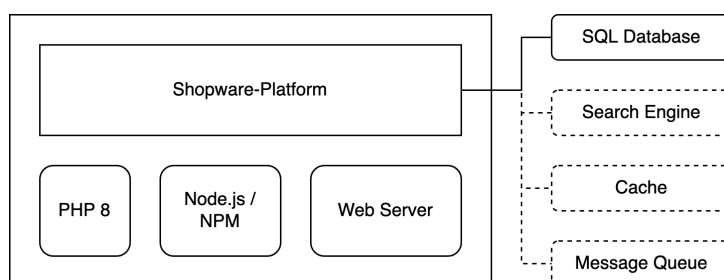 Shopware-Platform
PHP 8
Node.js /
NPM
Web Server
SQL Database
Search Engine
Cache
Message Queue